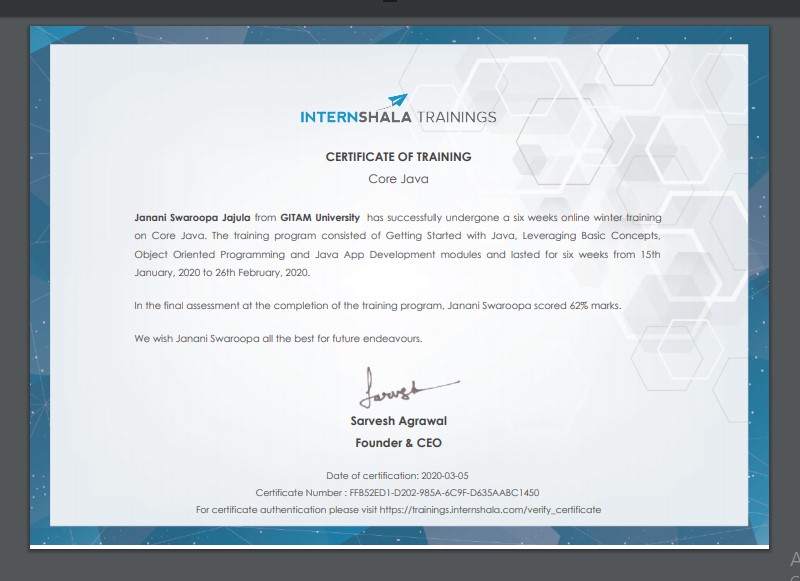 INTERNSHALA TRAININGS
CERTIFICATE OF TRAINING
Core Java
Janani Swaroopa Jajula from GITAM University has successfully undergone a six weeks online winter training
on Core Java. The training program consisted of Getting Started with Java, Leveraging Basic Concepts,
Object Oriented Programming and Java App Development modules and lasted for six weeks from 15th
January, 2020 to 26th February, 2020.
In the final assessment at the completion of the training program, Janani Swaroopa scored 62% marks.
We wish Janani Swaroopa all the best for future endeavours.
Sarvesh
Sarvesh Agrawal
Founder & CEO
Date of certification: 2020-03-05
Certificate Number : FFB52ED1-D202-985A-6C9F-D635AABC1450
For certificate authentication please visit https://trainings.internshala.com/verify_certificate